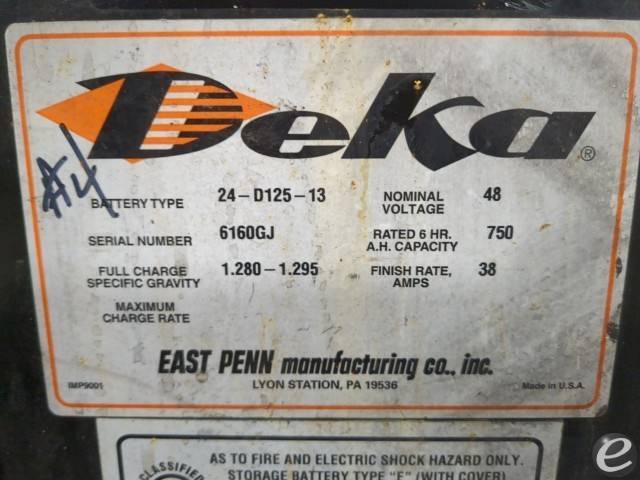 Deka ®
A4
BATTERY TYPE 24-D125-13 NOMINAL VOLTAGE 48
SERIAL NUMBER 6160GJ RATED 6 HR. A.H. CAPACITY 750
FULL CHARGE SPECIFIC GRAVITY 1.280-1.295 FINISH RATE, AMPS 38
MAXIMUM CHARGE RATE
EAST PENN manufacturing co., inc.
LYON STATION, PA 19536
IMP9001 Made in U.S.A.
CLASSIFIED
AS TO FIRE AND ELECTRIC SHOCK HAZARD ONLY.
STORAGE BATTERY TYPE "E" (WITH COVER)
e